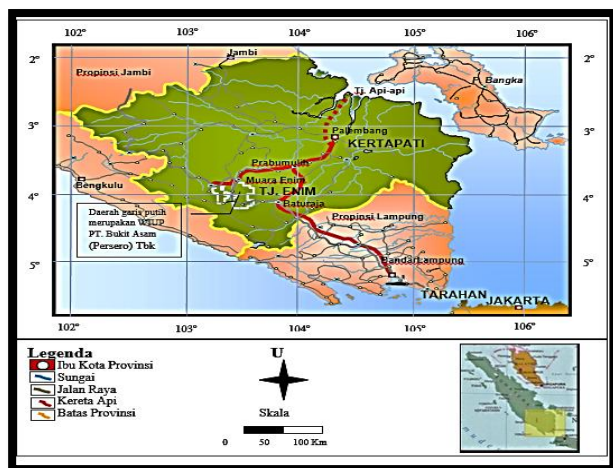 102° 103° 104° 105° 106°
2°
Jambi
2°
Propinsi Jambi
Bangka
Tj. Api-api
3°
Palembang
3°
KERTAPATI
Prabumulih
Muara Enim
Bengkulu
TJ. ENIM
4°
4°
Baturaja
Daerah garis putih
merupakan WIUP
PT. Bukit Asam
(Persero) Tbk
Propinsi Lampung
5°
BandarLampung
5°
TARAHAN
JAKARTA
102° 103° 104° 105° 106°
Legenda
Ibu Kota Provinsi
Sungai
Jalan Raya
Kereta Api
Batas Provinsi
U
Skala
0 50 100 Km